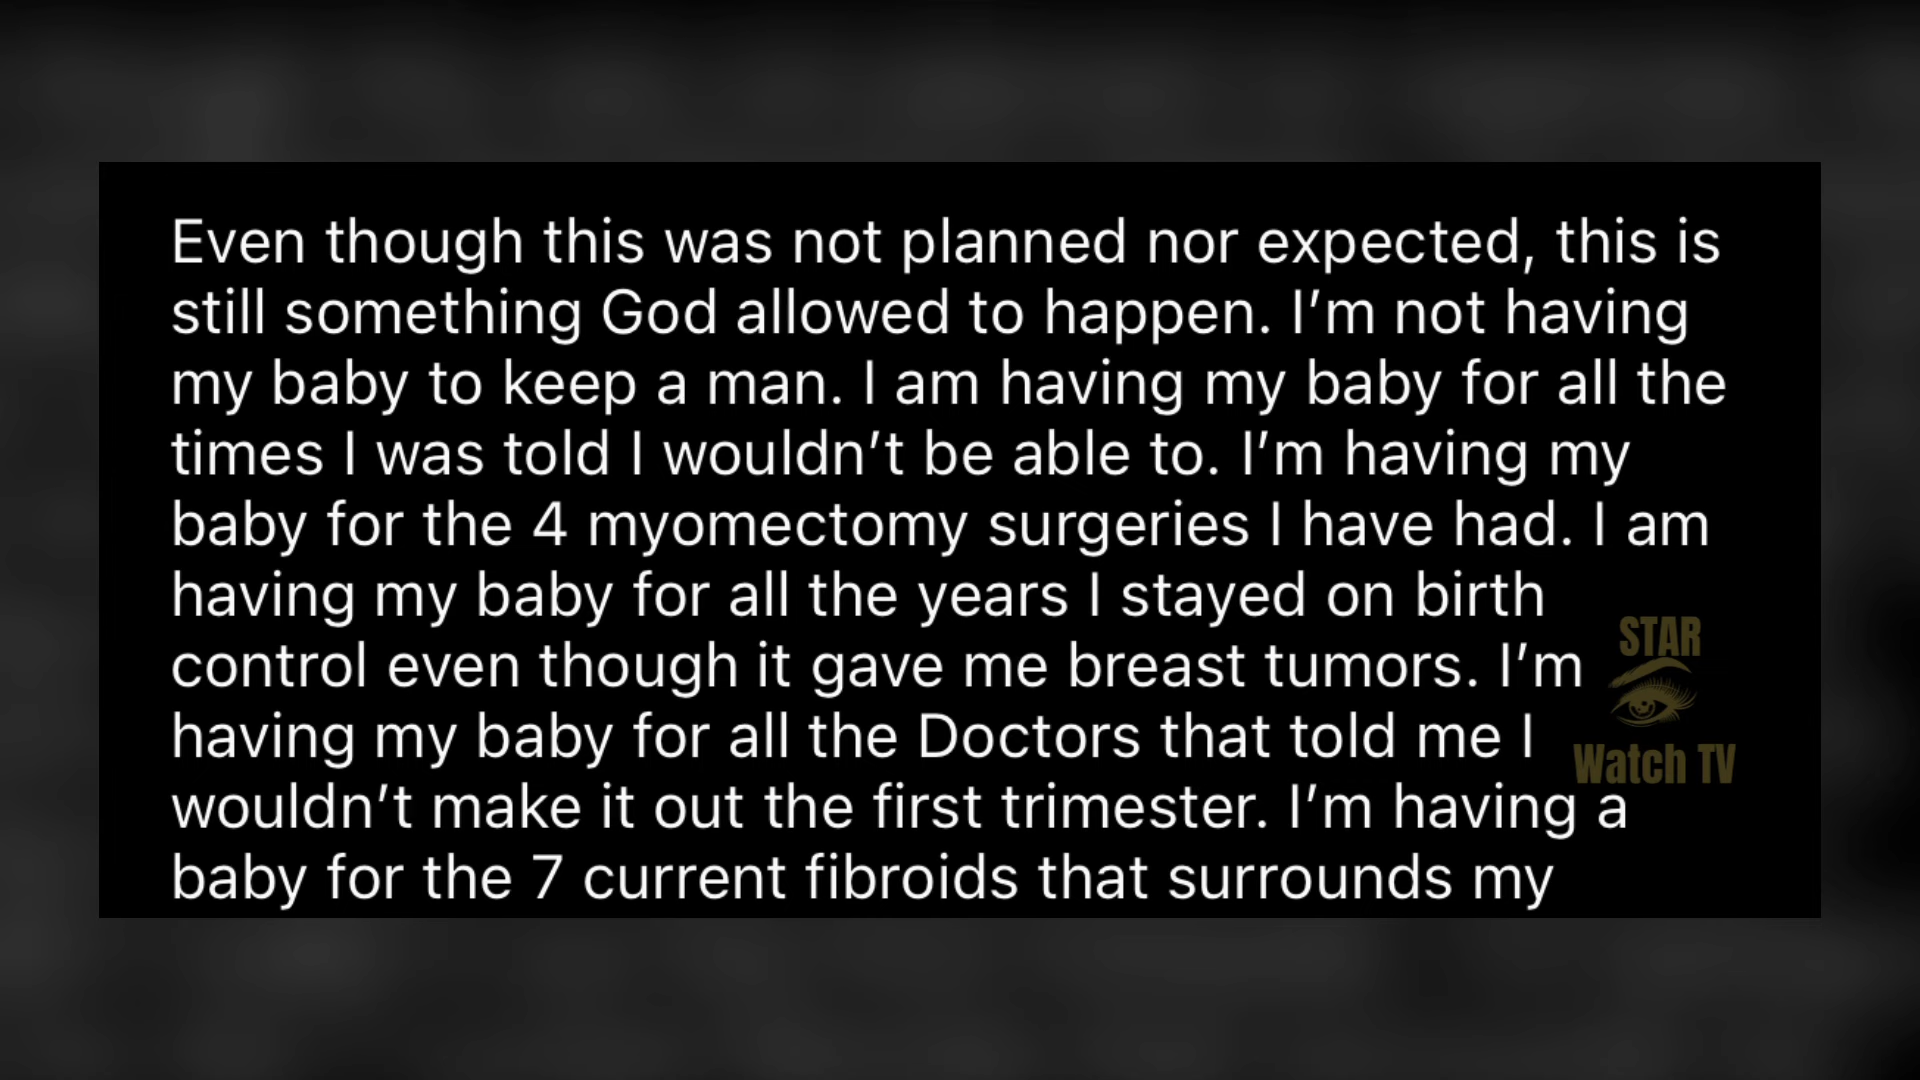 Even though this was not planned nor expected, this is
still something God allowed to happen. I’m not having
my baby to keep a man. I am having my baby for all the
times I was told I wouldn’t be able to. I’m having my
baby for the 4 myomectomy surgeries I have had. I am
having my baby for all the years I stayed on birth
control even though it gave me breast tumors. I’m
having my baby for all the Doctors that told me I
wouldn’t make it out the first trimester. I’m having a
baby for the 7 current fibroids that surrounds my
STAR
Watch TV